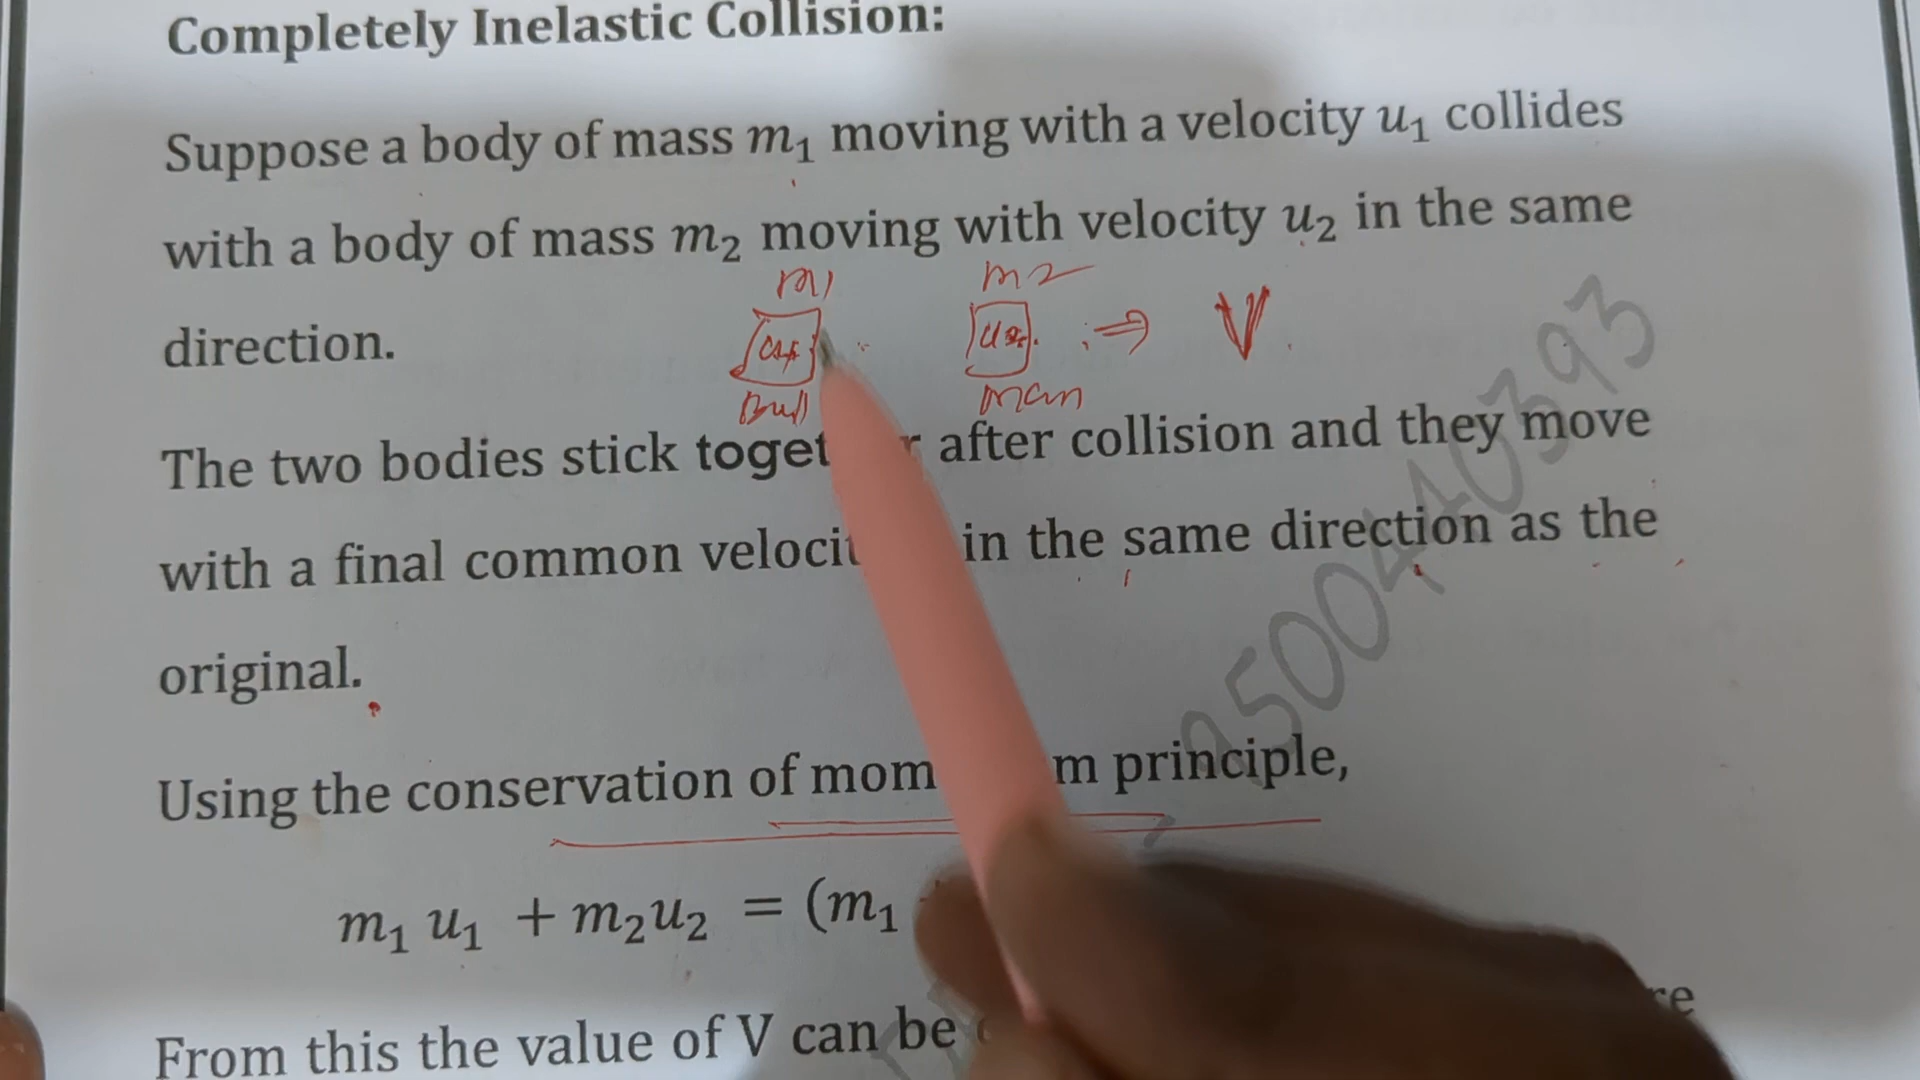 Completely Inelastic Collision:
Suppose a body of mass m₁ moving with a velocity u₁ collides
with a body of mass m₂ moving with velocity u₂ in the same
m1 m2
direction. u2 ⇒ V
Bull man
The two bodies stick after collision and they move
with a final common in the same direction as the
original.
Using the conservation of principle,
m₁ u₁ + m₂u₂ = (m₁
From this the value of V can be
9500440393